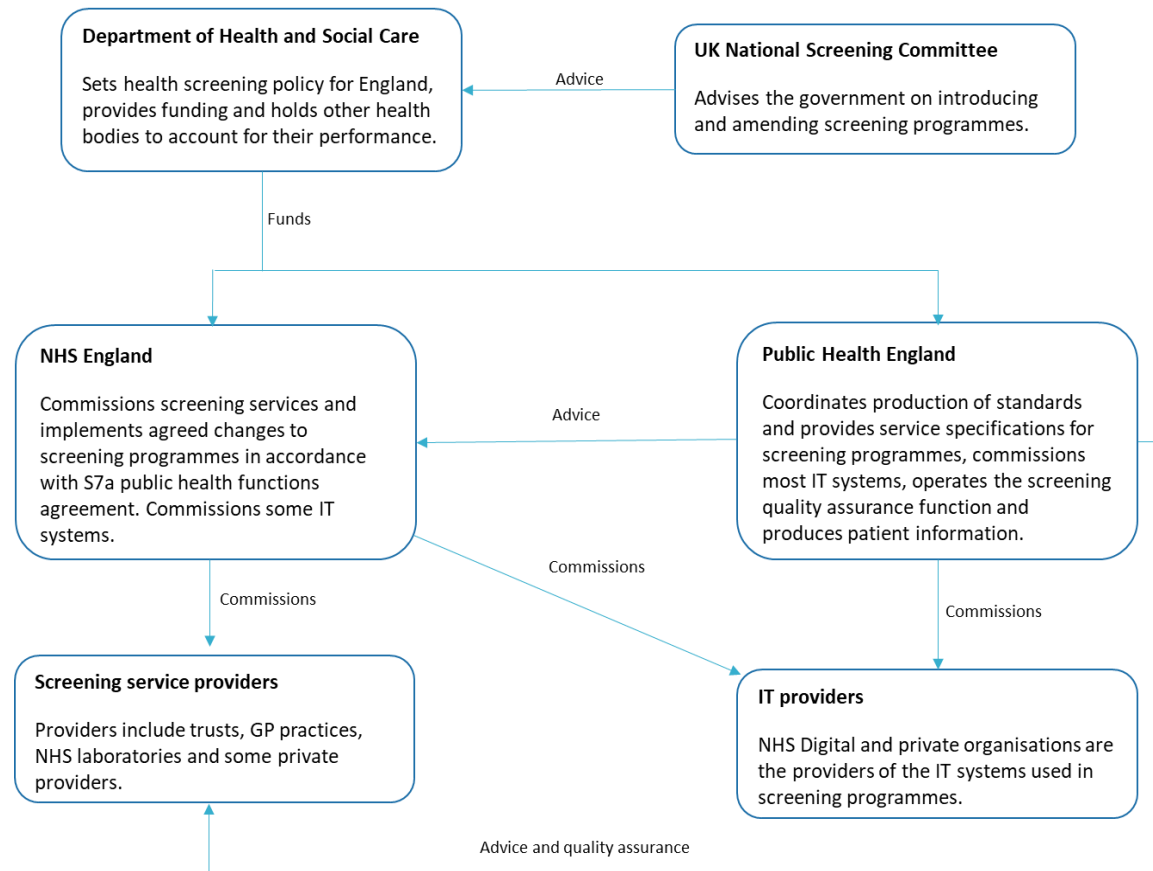 Department of Health and Social Care
Sets health screening policy for England,
provides funding and holds other health
bodies to account for their performance.
Advice
UK National Screening Committee
Advises the government on introducing
and amending screening programmes.
Funds
NHS England
Commissions screening services and
implements agreed changes to
screening programmes in accordance
with S7a public health functions
agreement. Commissions some IT
systems.
Advice
Public Health England
Coordinates production of standards
and provides service specifications for
screening programmes, commissions
most IT systems, operates the screening
quality assurance function and
produces patient information.
Commissions
Commissions
Commissions
Screening service providers
Providers include trusts, GP practices,
NHS laboratories and some private
providers.
IT providers
NHS Digital and private organisations are
the providers of the IT systems used in
screening programmes.
Advice and quality assurance